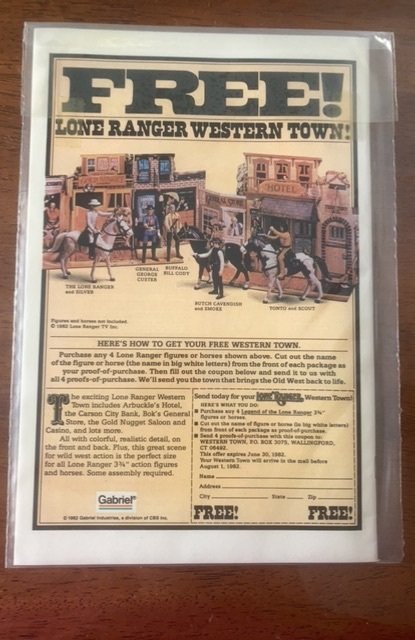 FREE!
LONE RANGER WESTERN TOWN!
HOTEL
GENERAL STORE
THE LONE RANGER
and SILVER
GENERAL
GEORGE
CUSTER
BUFFALO
BILL CODY
BUTCH CAVENDISH
and SMOKE
TONTO and SCOUT
Figures and horses not included.
© 1982 Lone Ranger TV Inc.
HERE'S HOW TO GET YOUR FREE WESTERN TOWN.
Purchase any 4 Lone Ranger figures or horses shown above. Cut out the name
of the figure or horse (the name in big white letters) from the front of each package as
your proof-of-purchase. Then fill out the coupon below and send it to us with
all 4 proofs-of-purchase. We'll send you the town that brings the Old West back to life.
The exciting Lone Ranger Western
Town includes Arbuckle's Hotel,
the Carson City Bank, Bok's General
Store, the Gold Nugget Saloon and
Casino, and lots more.
All with colorful, realistic detail, on
the front and back. Plus, this great scene
for wild west action is the perfect size
for all Lone Ranger 3¾" action figures
and horses. Some assembly required.
Gabriel®
© 1982 Gabriel Industries, a division of CBS Inc.
Send today for your LONE RANGER Western Town!
HERE'S WHAT YOU DO:
■ Purchase any 4 Legend of the Lone Ranger 3¾"
figures or horses.
■ Cut out name of figure or horse (in big white letters)
from front of each package as proof-of-purchase.
■ Send 4 proofs-of-purchase with this coupon to:
WESTERN TOWN, P.O. BOX 3075, WALLINGFORD,
CT 06492.
This offer expires June 30, 1982.
Your Western Town will arrive in the mail before
August 1, 1982.
Name
Address
City State Zip
FREE! FREE!